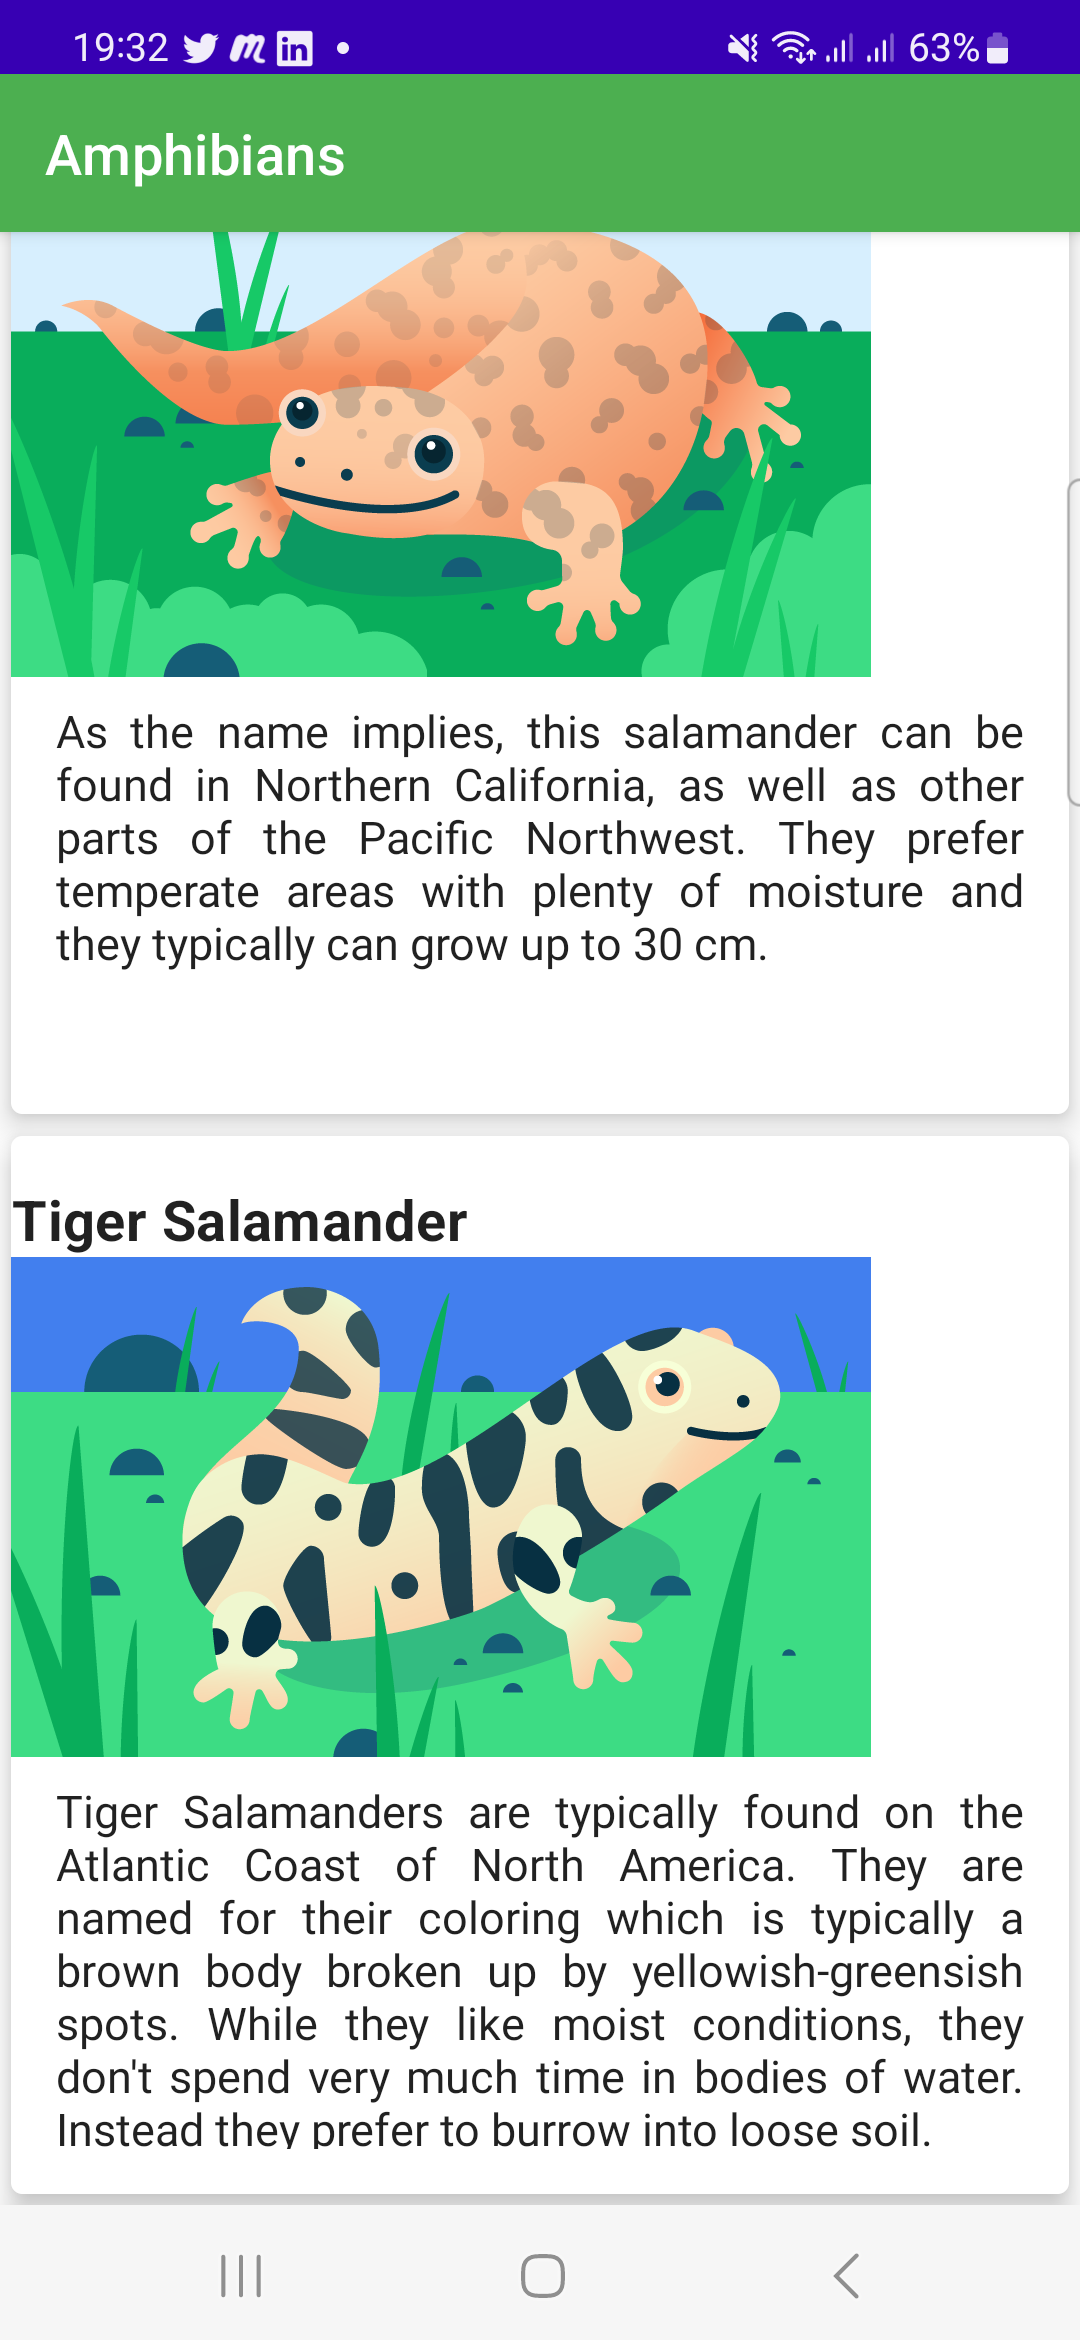 19:32
in
63%
Amphibians
As the name implies, this salamander can be
found in Northern California, as well as other
parts of the Pacific Northwest. They prefer
temperate areas with plenty of moisture and
they typically can grow up to 30 cm.
Tiger Salamander
Tiger Salamanders are typically found on the
Atlantic Coast of North America. They are
named for their coloring which is typically a
brown body broken up by yellowish-greensish
spots. While they like moist conditions, they
don't spend very much time in bodies of water.
Instead they prefer to burrow into loose soil.